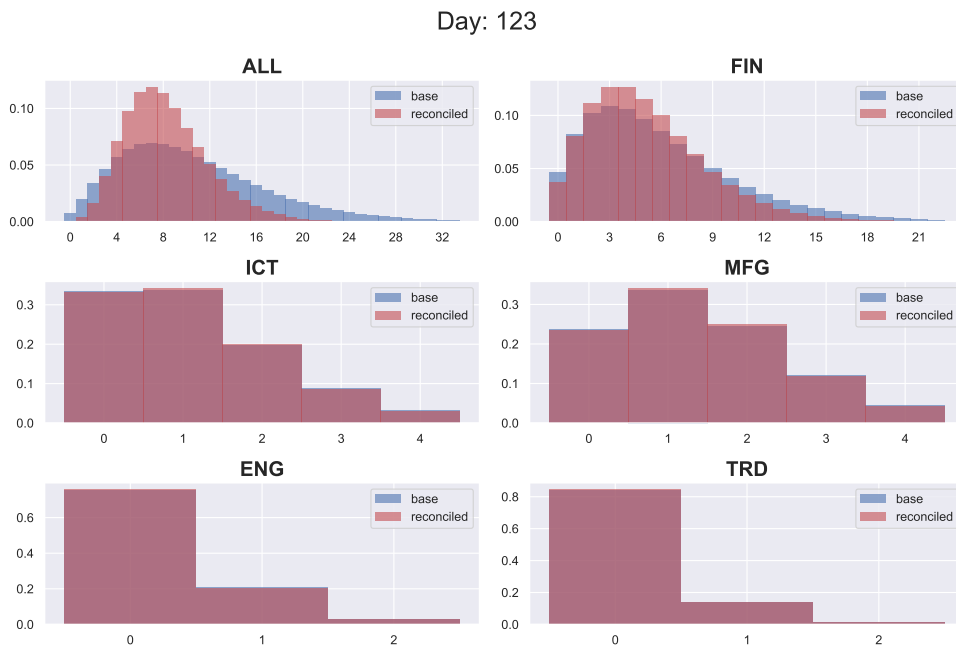 Day: 123
ALL
0.10
0.05
0.00
base
reconciled
0 4 8 12 16 20 24 28 32
FIN
0.10
0.05
0.00
base
reconciled
0 3 6 9 12 15 18 21
ICT
0.3
0.2
0.1
0.0
base
reconciled
0 1 2 3 4
MFG
0.3
0.2
0.1
0.0
base
reconciled
0 1 2 3 4
ENG
0.6
0.4
0.2
0.0
base
reconciled
0 1 2
TRD
0.8
0.6
0.4
0.2
0.0
base
reconciled
0 1 2